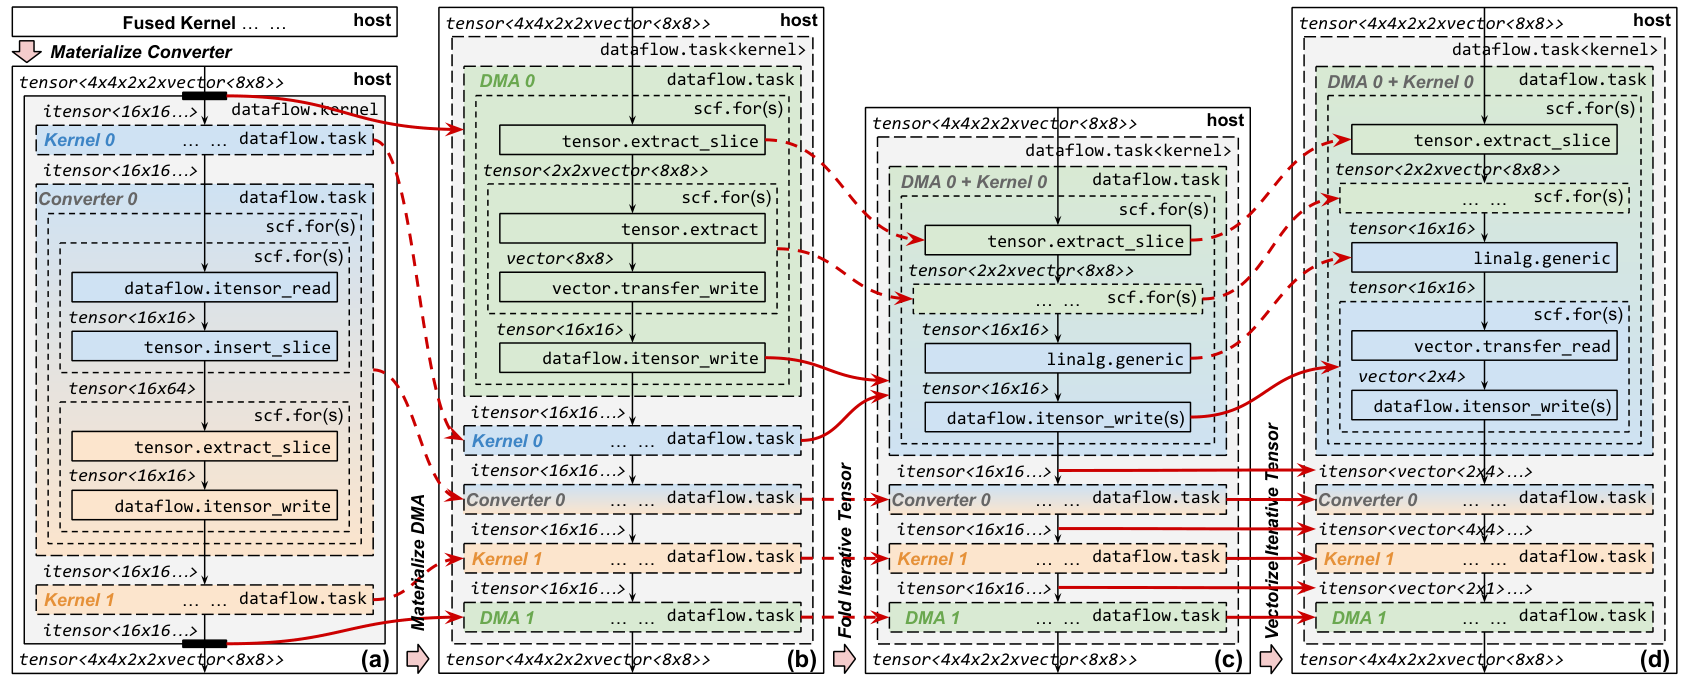 Fused Kernel … …
host
Materialize Converter
tensor<4x4x2x2xvector<8x8>>
host
itensor<16x16…>
dataflow.kernel
Kernel 0
… …
dataflow.task
itensor<16x16…>
Converter 0
dataflow.task
scf.for(s)
scf.for(s)
dataflow.itensor_read
tensor<16x16>
tensor.insert_slice
tensor<16x64>
scf.for(s)
tensor.extract_slice
tensor<16x16>
dataflow.itensor_write
itensor<16x16…>
Kernel 1
… …
dataflow.task
itensor<16x16…>
tensor<4x4x2x2xvector<8x8>>
(a)
Materialize DMA
tensor<4x4x2x2xvector<8x8>>
host
dataflow.task<kernel>
DMA 0
dataflow.task
scf.for(s)
tensor.extract_slice
tensor<2x2xvector<8x8>>
scf.for(s)
tensor.extract
vector<8x8>
vector.transfer_write
tensor<16x16>
dataflow.itensor_write
itensor<16x16…>
Kernel 0
… …
dataflow.task
itensor<16x16…>
Converter 0
… …
dataflow.task
itensor<16x16…>
Kernel 1
… …
dataflow.task
itensor<16x16…>
DMA 1
… …
dataflow.task
tensor<4x4x2x2xvector<8x8>>
(b)
Fold Iterative Tensor
tensor<4x4x2x2xvector<8x8>>
host
dataflow.task<kernel>
DMA 0 + Kernel 0
dataflow.task
scf.for(s)
tensor.extract_slice
tensor<2x2xvector<8x8>>
… …
scf.for(s)
tensor<16x16>
linalg.generic
tensor<16x16>
dataflow.itensor_write(s)
itensor<16x16…>
Converter 0
… …
dataflow.task
itensor<16x16…>
Kernel 1
… …
dataflow.task
itensor<16x16…>
DMA 1
… …
dataflow.task
tensor<4x4x2x2xvector<8x8>>
(c)
Vectorize Iterative Tensor
tensor<4x4x2x2xvector<8x8>>
host
dataflow.task<kernel>
DMA 0 + Kernel 0
dataflow.task
scf.for(s)
tensor.extract_slice
tensor<2x2xvector<8x8>>
… …
scf.for(s)
tensor<16x16>
linalg.generic
tensor<16x16>
scf.for(s)
vector.transfer_read
vector<2x4>
dataflow.itensor_write(s)
itensor<vector<2x4>…>
Converter 0
… …
dataflow.task
itensor<vector<4x4>…>
Kernel 1
… …
dataflow.task
itensor<vector<2x1>…>
DMA 1
… …
dataflow.task
tensor<4x4x2x2xvector<8x8>>
(d)